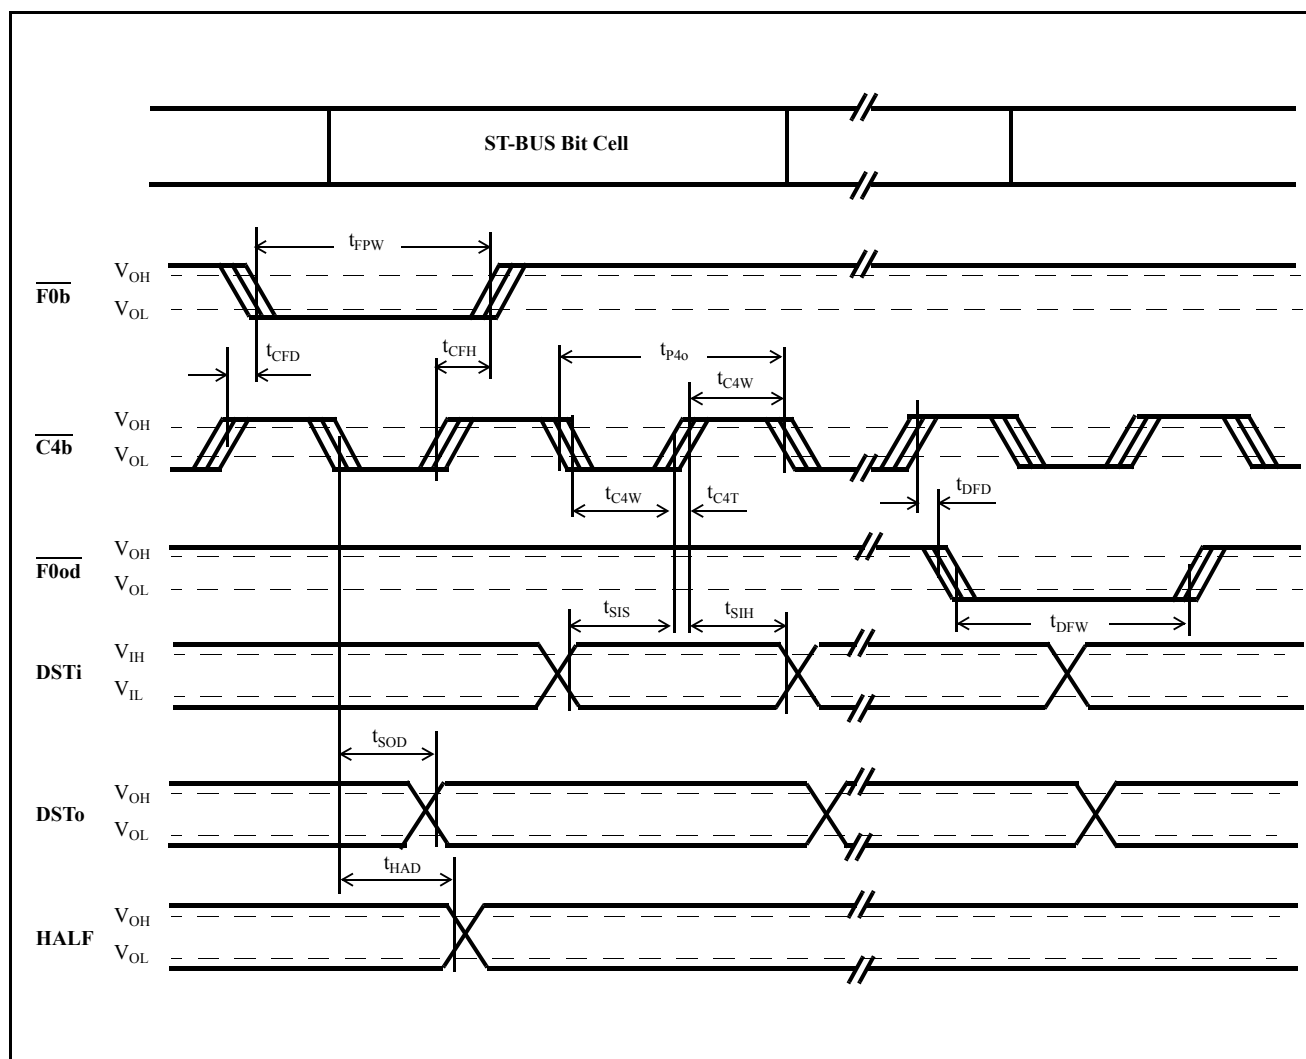 ST-BUS Bit Cell
tFPW
VOH
F0b
VOL
tCFD
tCFH
tP4o
tC4W
VOH
C4b
VOL
tC4W
tC4T
tDFD
VOH
F0od
VOL
tSIS
tSIH
tDFW
VIH
DSTi
VIL
tSOD
VOH
DSTo
VOL
tHAD
VOH
HALF
VOL